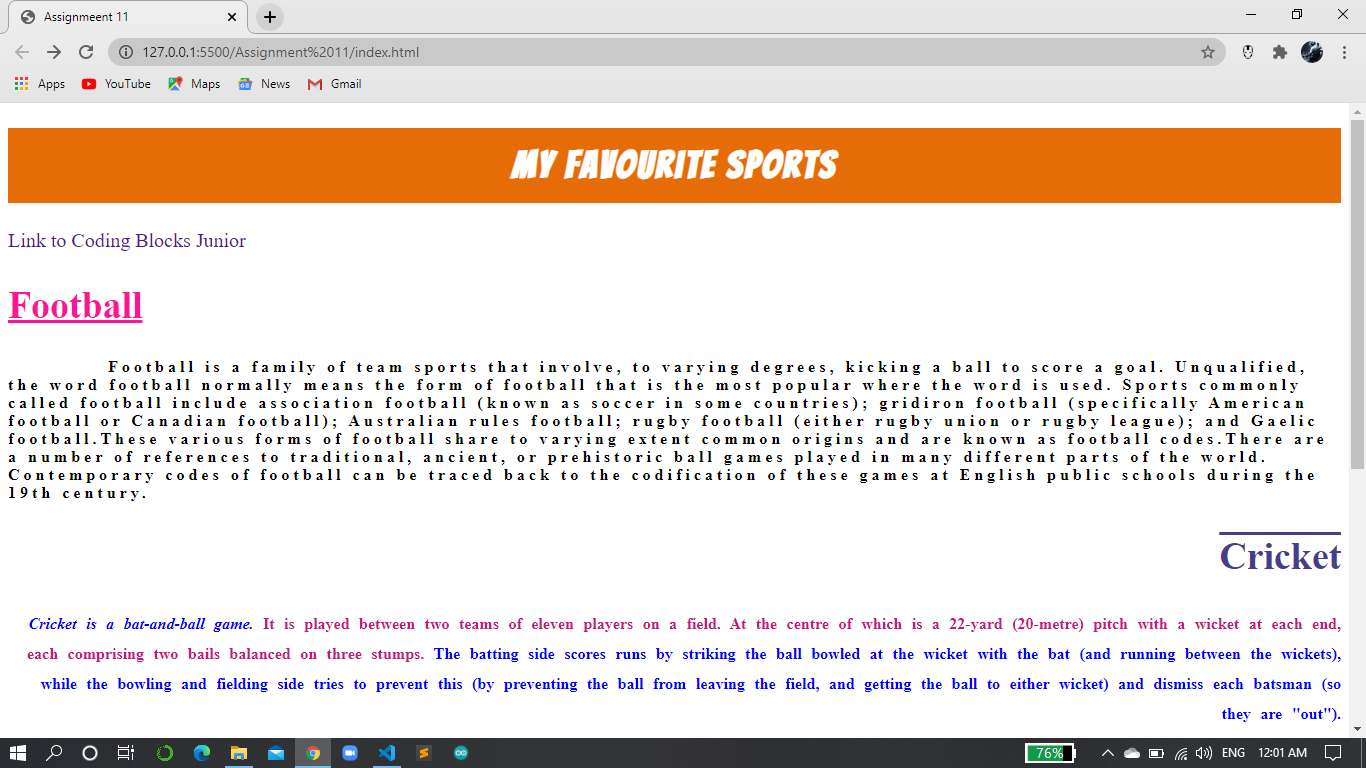 Assignmeent 11
127.0.0.1:5500/Assignment%2011/index.html
Apps YouTube Maps News Gmail
MY FAVOURITE SPORTS
Link to Coding Blocks Junior
Football
Football is a family of team sports that involve, to varying degrees, kicking a ball to score a goal. Unqualified,
the word football normally means the form of football that is the most popular where the word is used. Sports commonly
called football include association football (known as soccer in some countries); gridiron football (specifically American
football or Canadian football); Australian rules football; rugby football (either rugby union or rugby league); and Gaelic
football.These various forms of football share to varying extent common origins and are known as football codes.There are
a number of references to traditional, ancient, or prehistoric ball games played in many different parts of the world.
Contemporary codes of football can be traced back to the codification of these games at English public schools during the
19th century.
Cricket
Cricket is a bat-and-ball game. It is played between two teams of eleven players on a field. At the centre of which is a 22-yard (20-metre) pitch with a wicket at each end,
each comprising two bails balanced on three stumps. The batting side scores runs by striking the ball bowled at the wicket with the bat (and running between the wickets),
while the bowling and fielding side tries to prevent this (by preventing the ball from leaving the field, and getting the ball to either wicket) and dismiss each batsman (so
they are "out").
76% ENG 12:01 AM